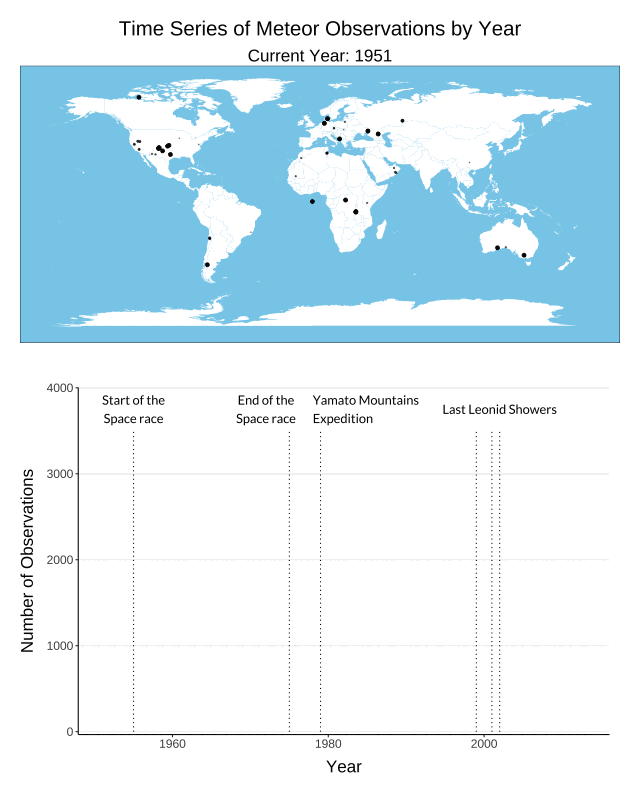 Time Series of Meteor Observations by Year
Current Year: 1951
4000
3000
2000
1000
0
Number of Observations
Start of the
Space race
End of the
Space race
Yamato Mountains
Expedition
Last Leonid Showers
1960
1980
2000
Year